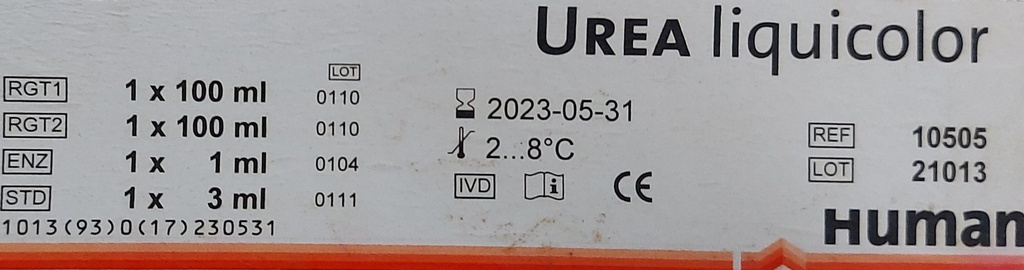 UREA liquicolor
LOT
RGT1 1 x 100 ml 0110
RGT2 1 x 100 ml 0110
ENZ 1 x 1 ml 0104
STD 1 x 3 ml 0111
1013(93)0(17)230531
2023-05-31
2...8°C
IVD i CE
REF 10505
LOT 21013
Human